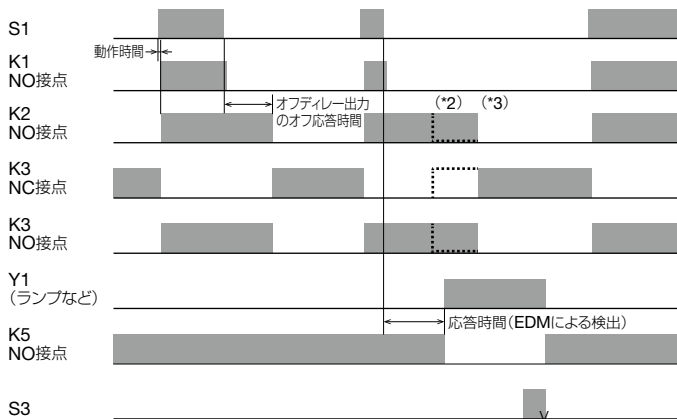 S1
動作時間
K1
NO接点
オフディレー出力
のオフ応答時間
K2
NO接点
(*2) (*3)
K3
NC接点
K3
NO接点
Y1
(ランプなど)
応答時間(EDMによる検出)
K5
NO接点
S3